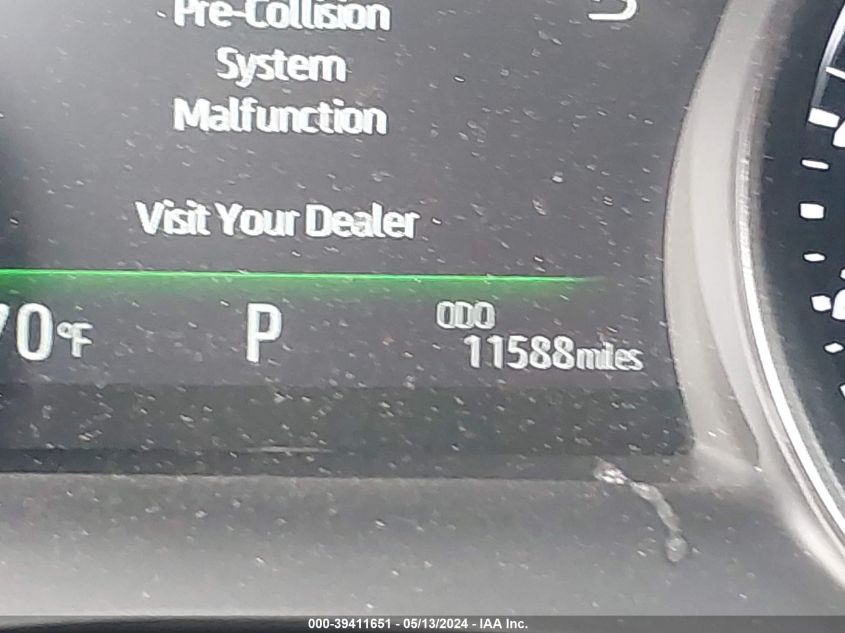 Pre-Collision
System
Malfunction
Visit Your Dealer
70°F P ODO
11588miles
000-39411651 - 05/13/2024 - IAA Inc.